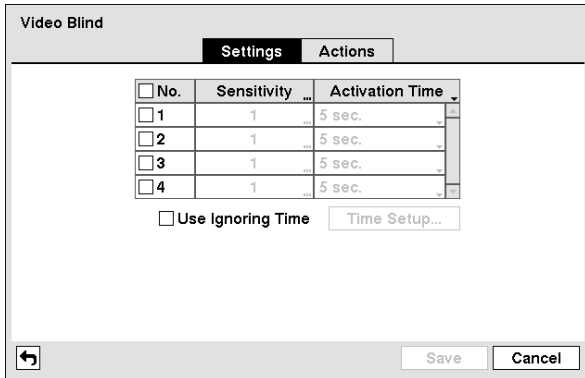 Video Blind
Settings Actions
No. Sensitivity ... Activation Time
1 1 ... 5 sec.
2 1 ... 5 sec.
3 1 ... 5 sec.
4 1 ... 5 sec.
Use Ignoring Time Time Setup...
Save Cancel